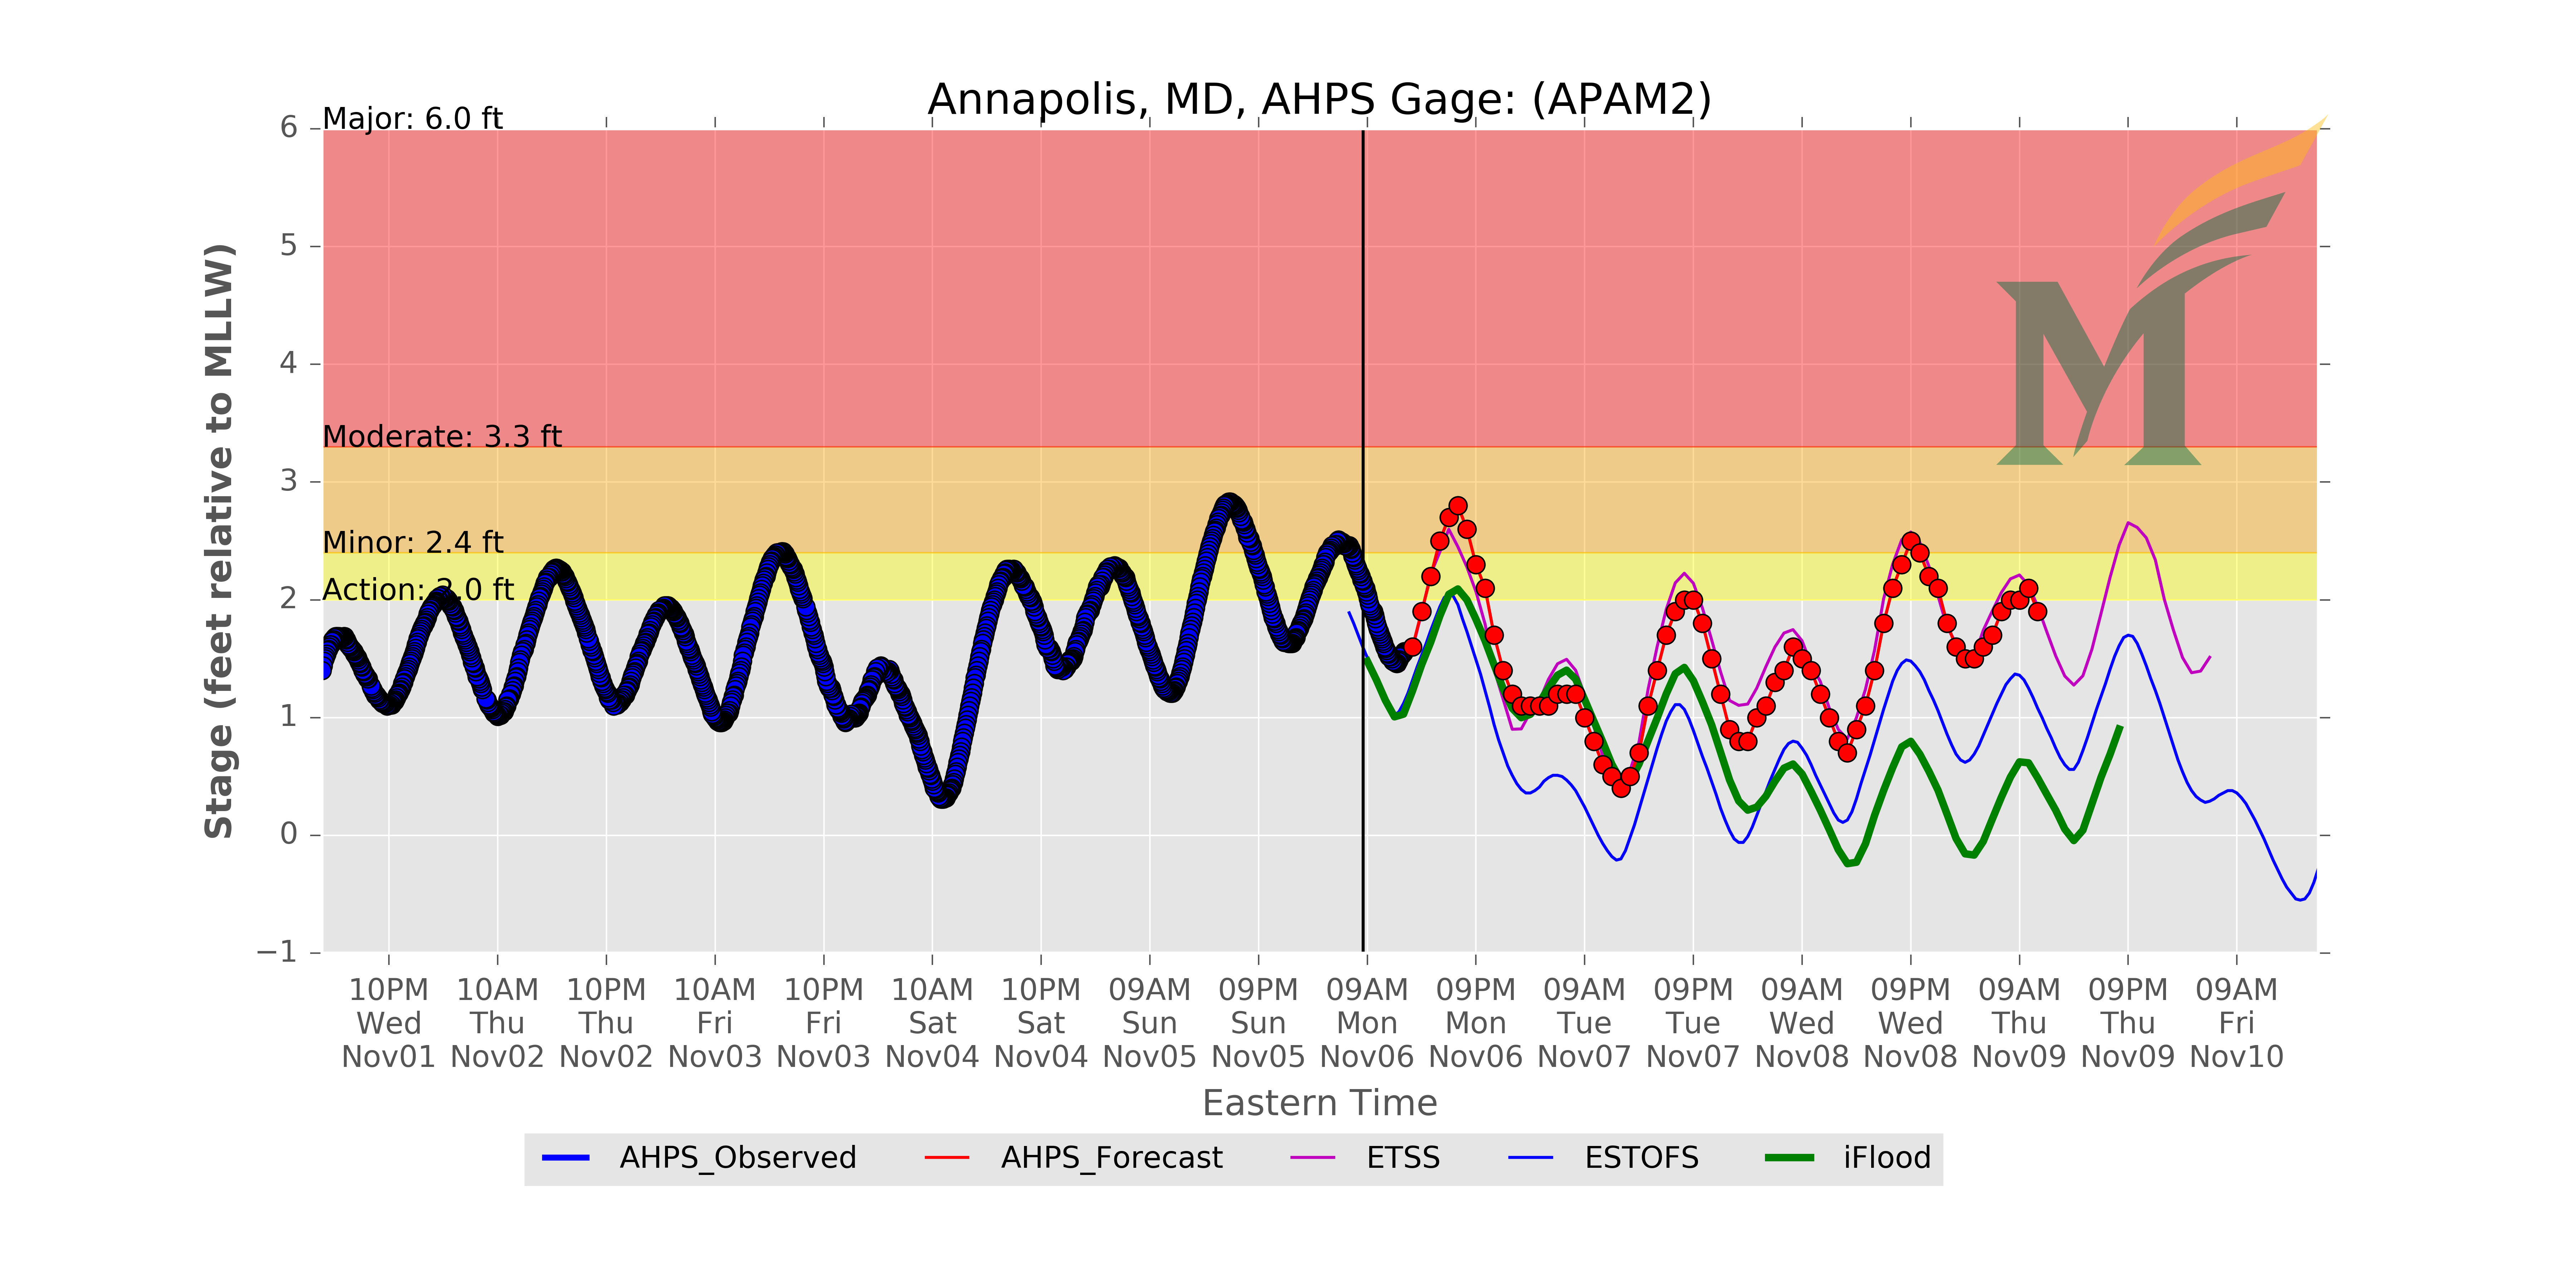 Annapolis, MD, AHPS Gage: (APAM2)
Major: 6.0 ft
Moderate: 3.3 ft
Minor: 2.4 ft
Action: 2.0 ft
6
5
4
3
2
1
0
−1
Stage (feet relative to MLLW)
10PM 10AM 10PM 10AM 10PM 10AM 10PM 09AM 09PM 09AM 09PM 09AM 09PM 09AM 09PM 09AM 09PM 09AM
Wed Thu Thu Fri Fri Sat Sat Sun Sun Mon Mon Tue Tue Wed Wed Thu Thu Fri
Nov01 Nov02 Nov02 Nov03 Nov03 Nov04 Nov04 Nov05 Nov05 Nov06 Nov06 Nov07 Nov07 Nov08 Nov08 Nov09 Nov09 Nov10
Eastern Time
AHPS_Observed AHPS_Forecast ETSS ESTOFS iFlood